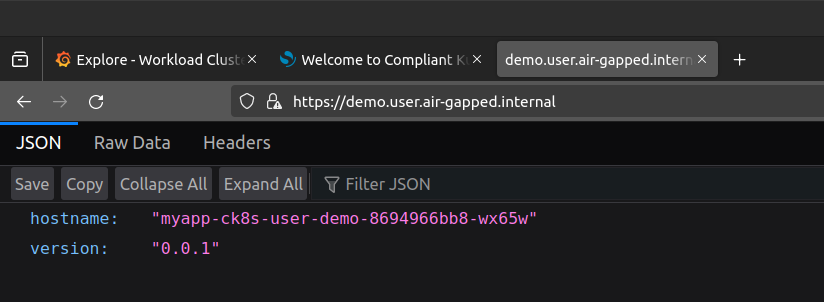 Explore - Workload Cluste
Welcome to Compliant Ku
demo.user.air-gapped.intern
https://demo.user.air-gapped.internal
JSON Raw Data Headers
Save Copy Collapse All Expand All Filter JSON
hostname: "myapp-ck8s-user-demo-8694966bb8-wx65w"
version: "0.0.1"